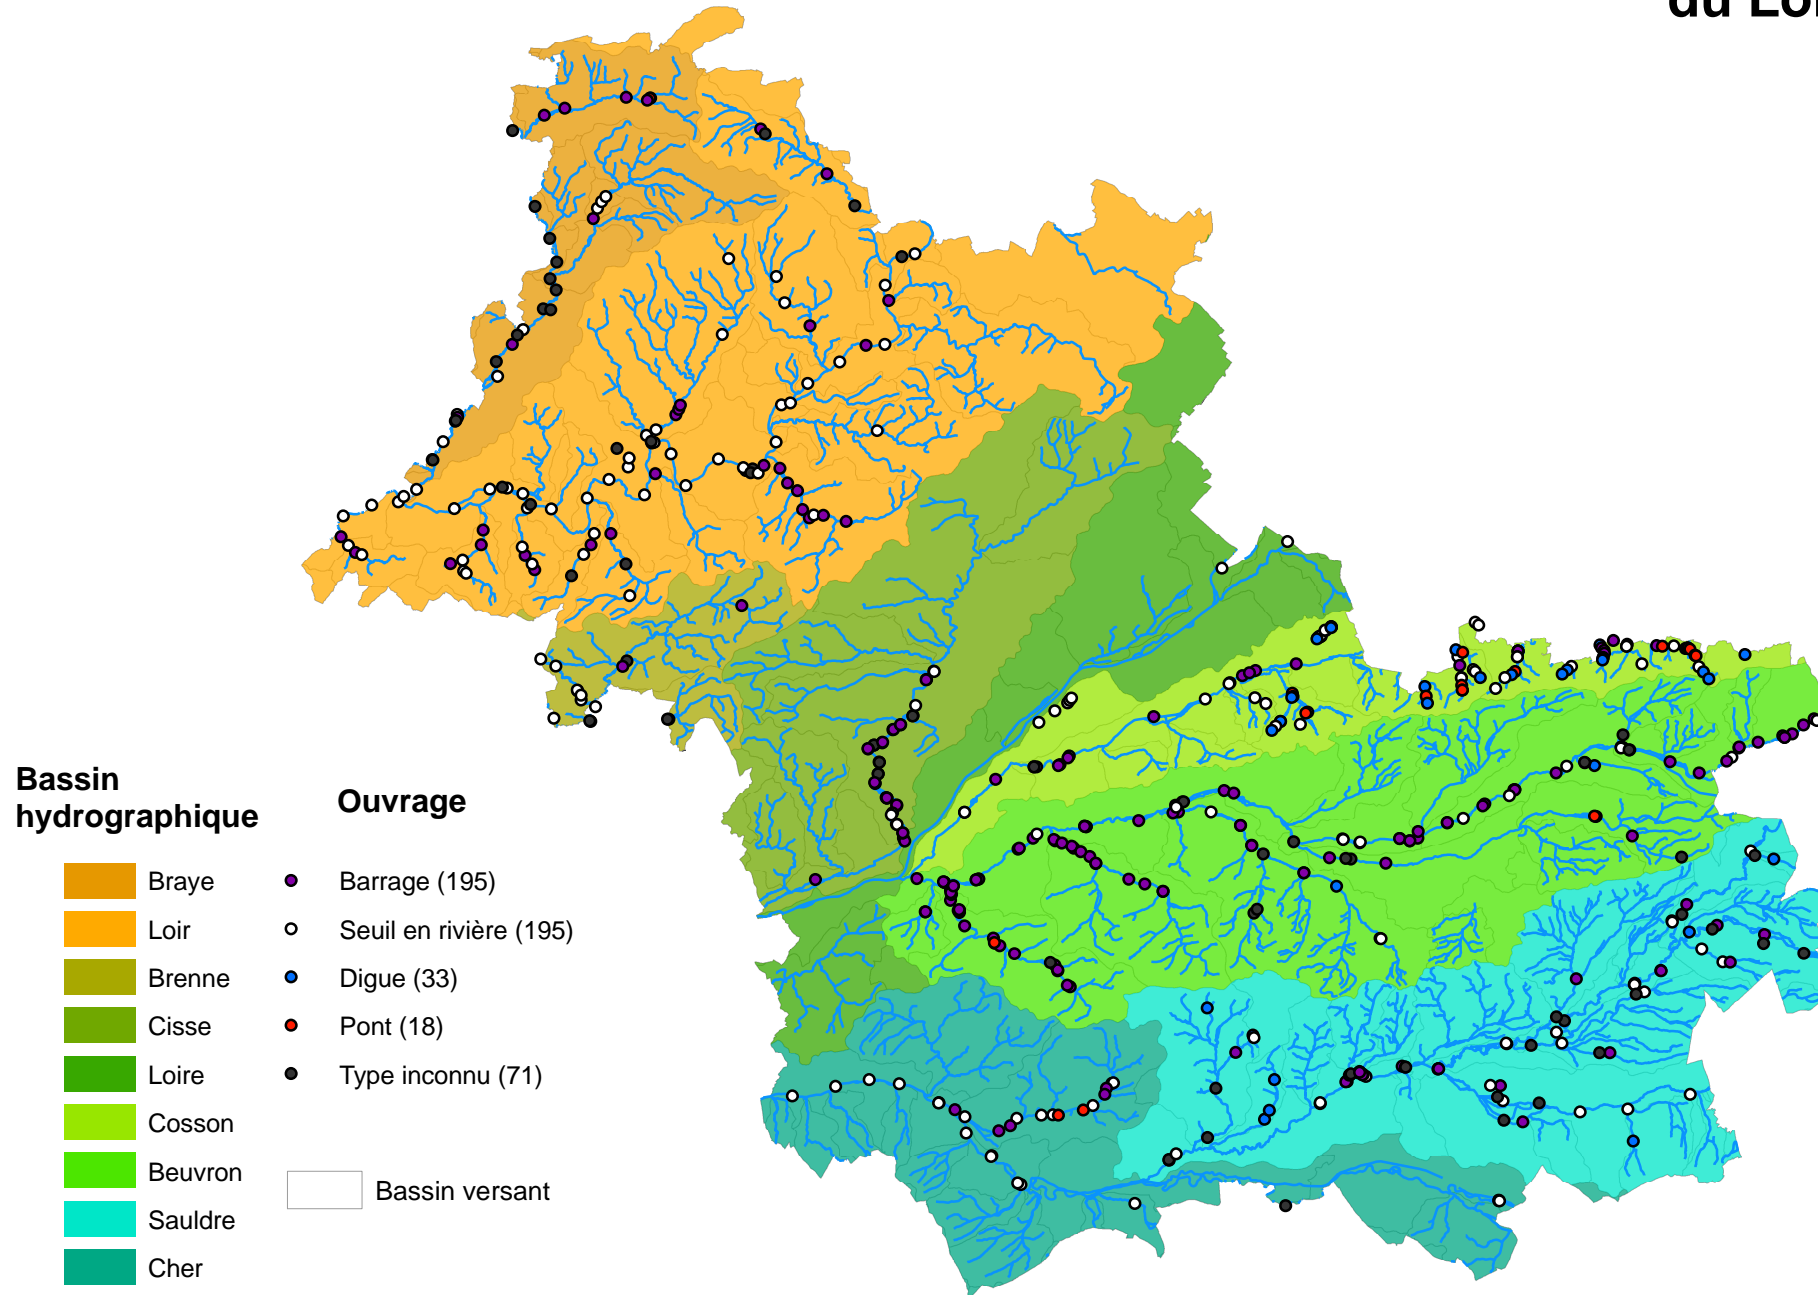 Bassin
hydrographique
Braye
Loir
Brenne
Cisse
Loire
Cosson
Beuvron
Sauldre
Cher
Ouvrage
Barrage (195)
Seuil en rivière (195)
Digue (33)
Pont (18)
Type inconnu (71)
Bassin versant